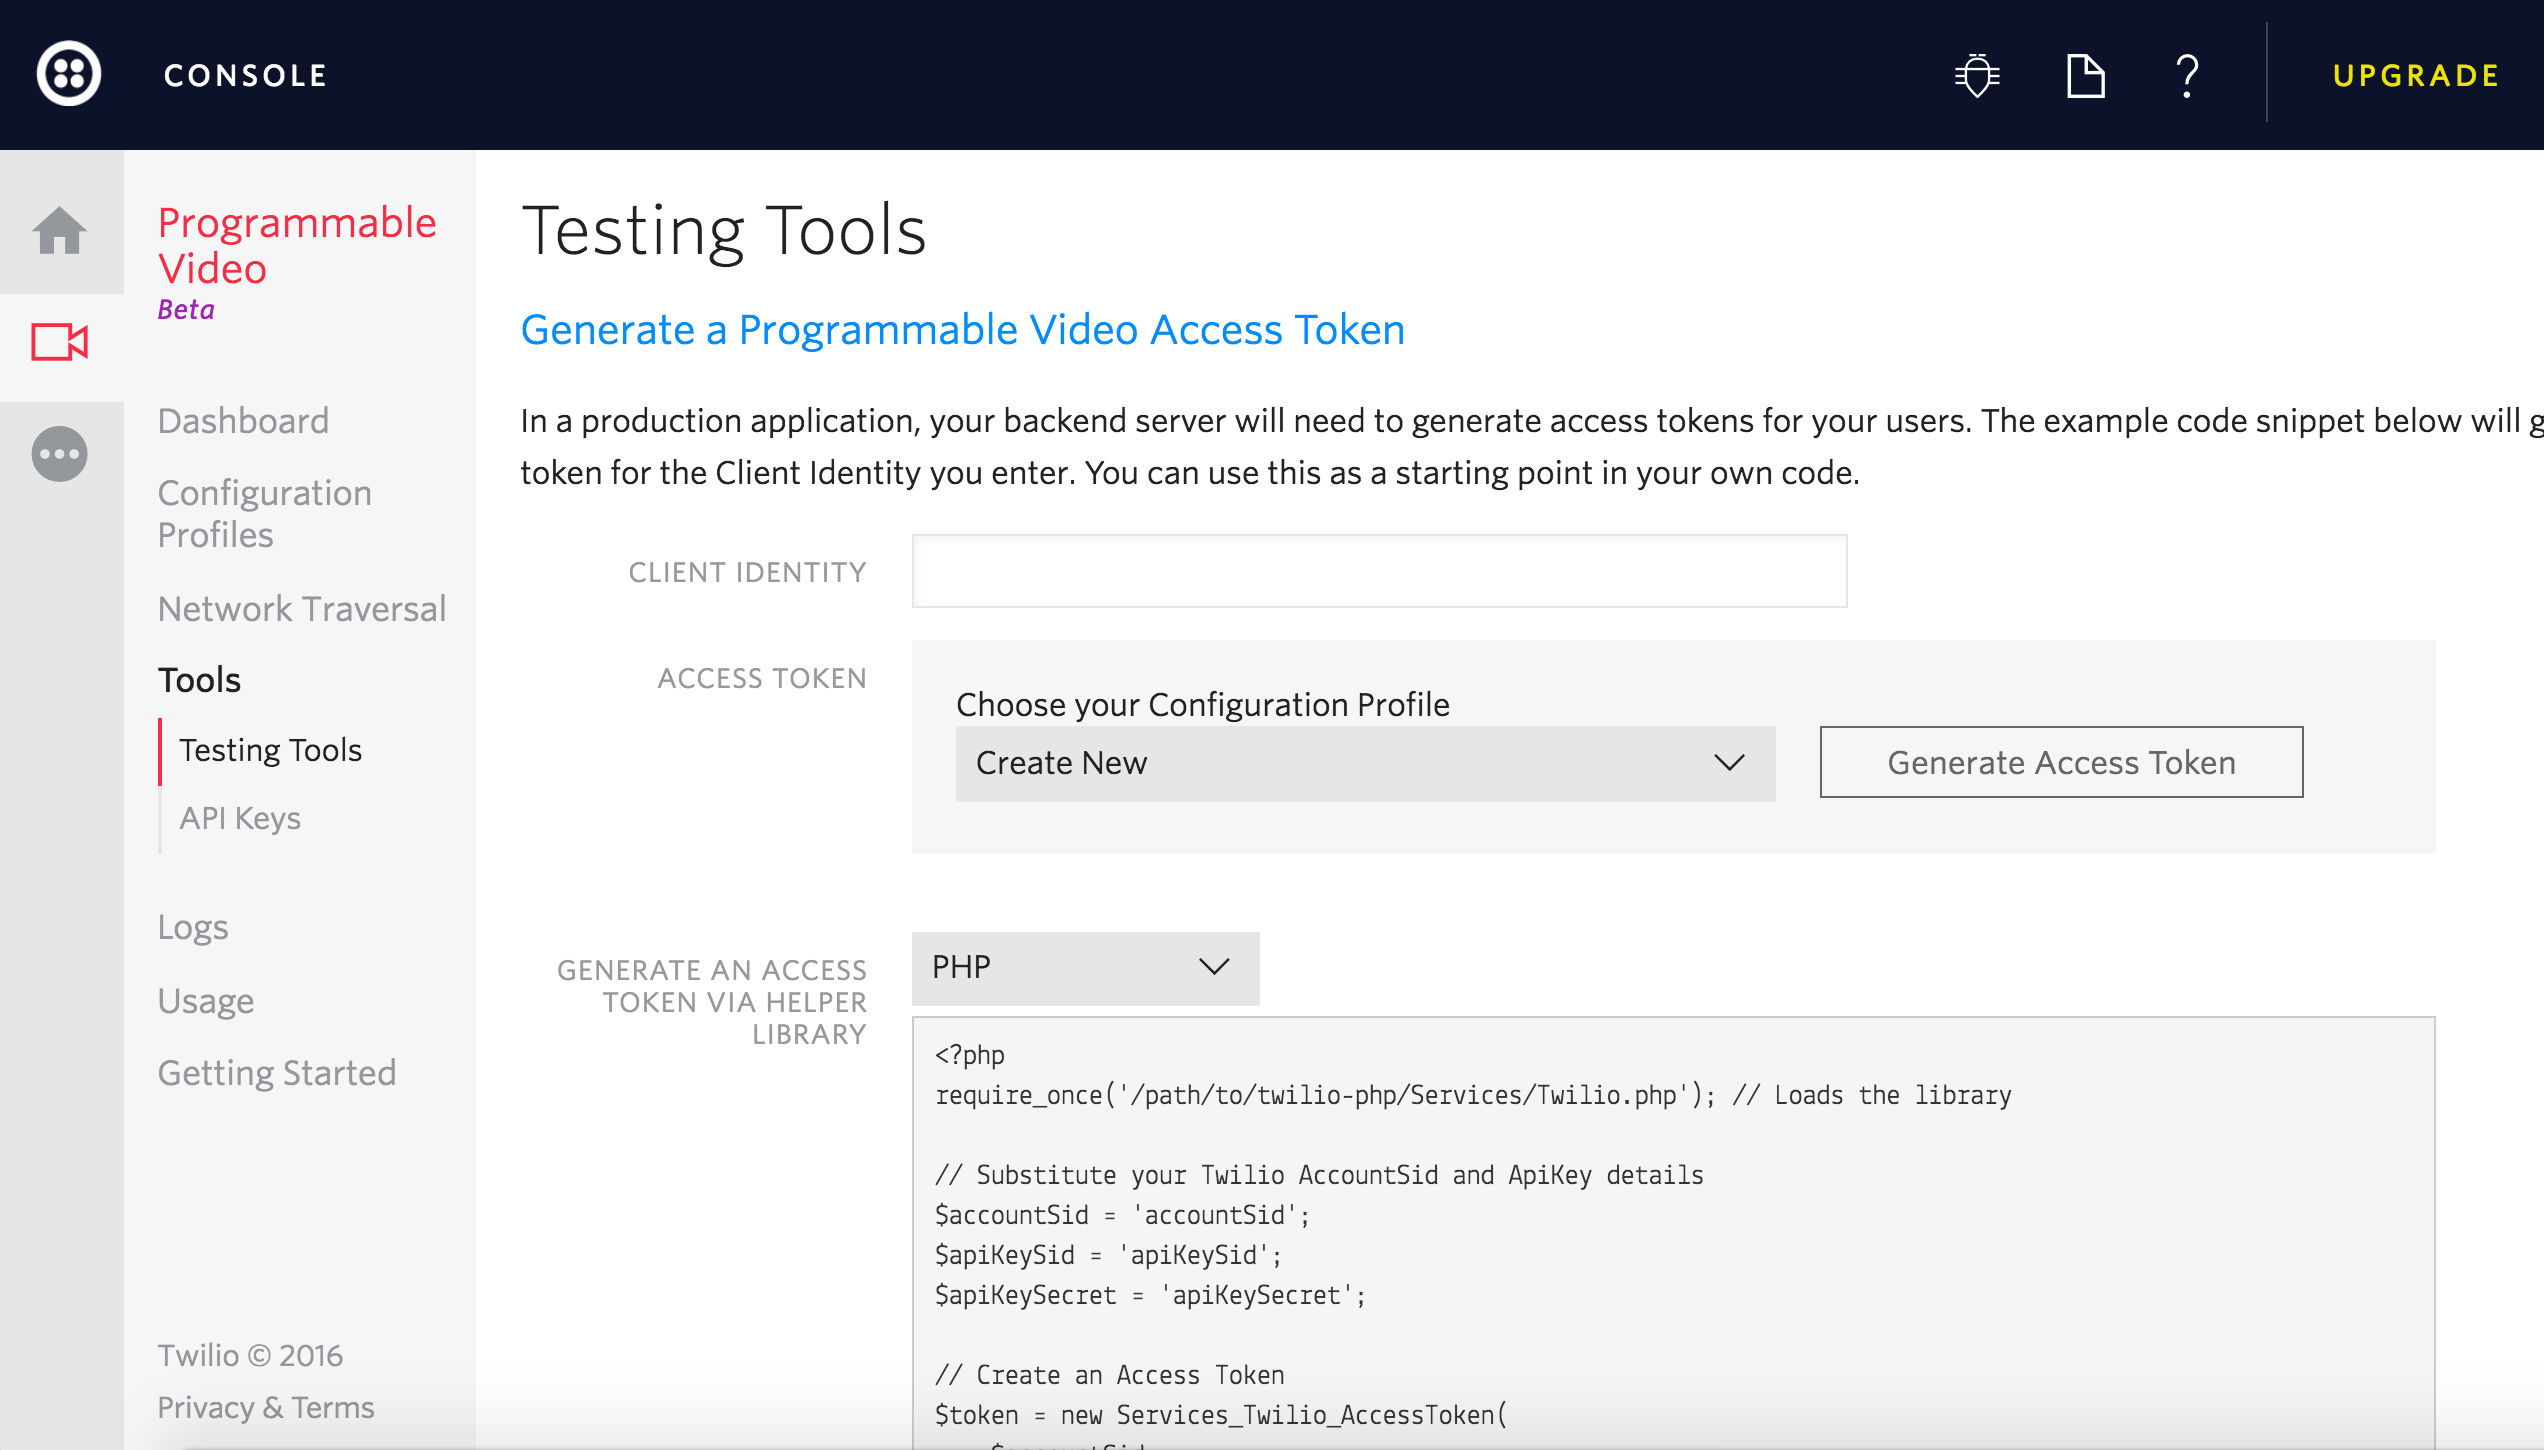 CONSOLE
UPGRADE
Programmable
Video
Beta
Dashboard
Configuration
Profiles
Network Traversal
Tools
Testing Tools
API Keys
Logs
Usage
Getting Started
Twilio © 2016
Privacy & Terms
Testing Tools
Generate a Programmable Video Access Token
In a production application, your backend server will need to generate access tokens for your users. The example code snippet below will
token for the Client Identity you enter. You can use this as a starting point in your own code.
CLIENT IDENTITY
ACCESS TOKEN
Choose your Configuration Profile
Create New
Generate Access Token
GENERATE AN ACCESS
TOKEN VIA HELPER
LIBRARY
PHP
<?php
require_once('/path/to/twilio-php/Services/Twilio.php'); // Loads the library
// Substitute your Twilio AccountSid and ApiKey details
$accountSid = 'accountSid';
$apiKeySid = 'apiKeySid';
$apiKeySecret = 'apiKeySecret';
// Create an Access Token
$token = new Services_Twilio_AccessToken(